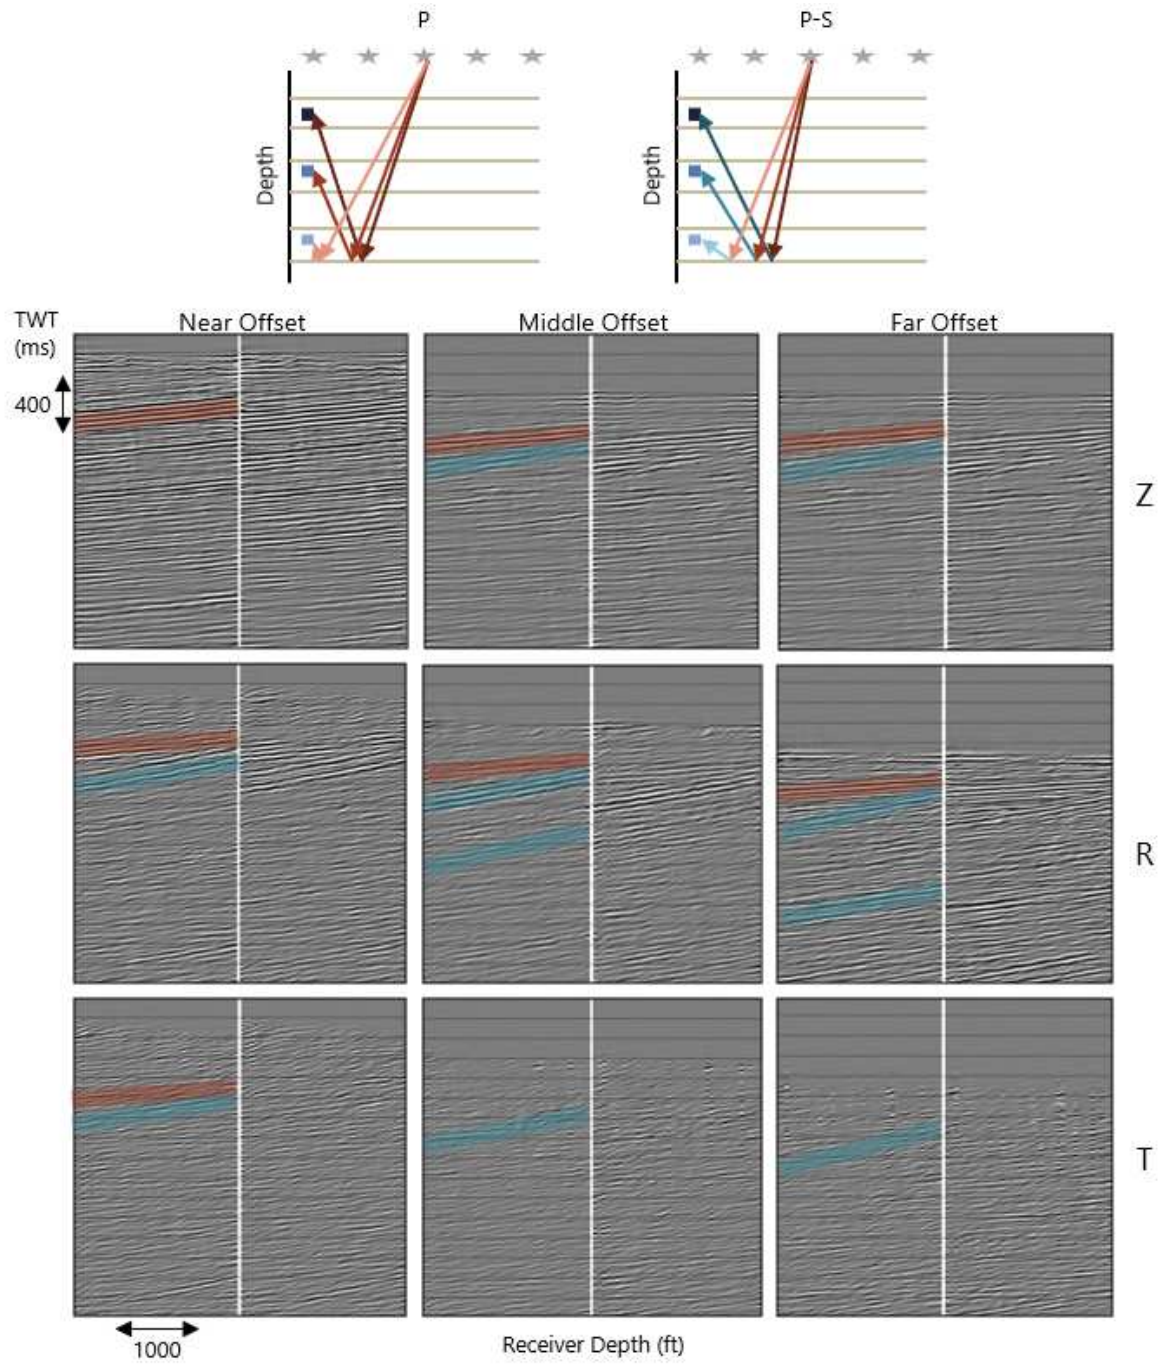 P
P-S
Depth
Depth
TWT
(ms)
Near Offset
Middle Offset
Far Offset
400
Z
R
T
1000
Receiver Depth (ft)